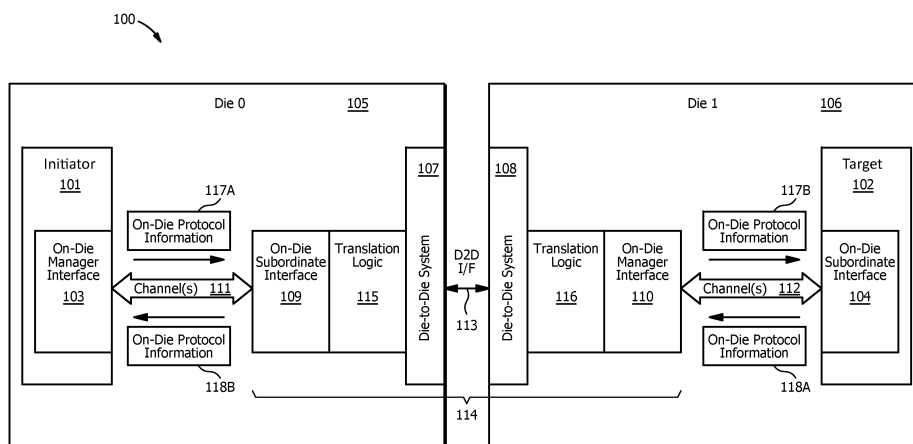 100
Die 0 105
Die 1 106
Initiator
101
117A
On-Die Protocol
Information
On-Die
Manager
Interface
103
Channel(s) 111
On-Die Protocol
Information
118B
On-Die
Subordinate
Interface
109
Translation
Logic
115
107
Die-to-Die System
D2D
I/F
113
108
Die-to-Die System
Translation
Logic
116
On-Die
Manager
Interface
110
117B
On-Die Protocol
Information
Channel(s) 112
On-Die Protocol
Information
118A
Target
102
On-Die
Subordinate
Interface
104
114